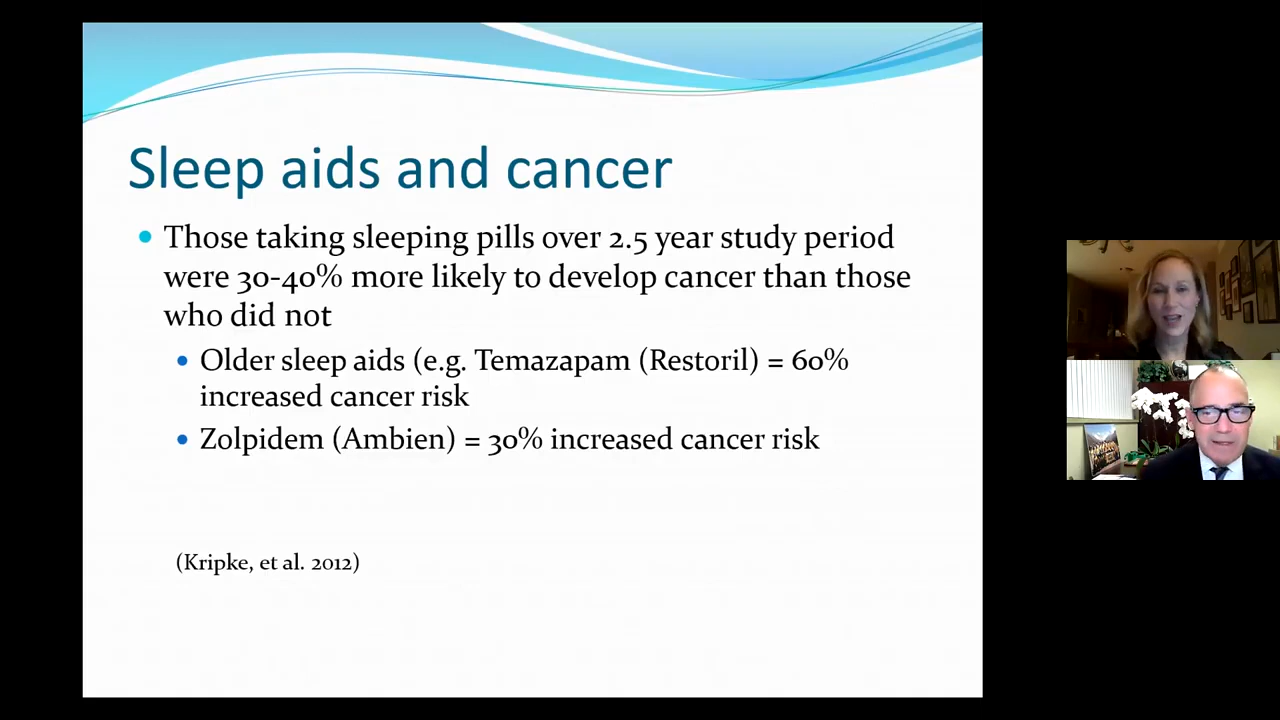 Sleep aids and cancer
Those taking sleeping pills over 2.5 year study period
were 30-40% more likely to develop cancer than those
who did not
Older sleep aids (e.g. Temazapam (Restoril) = 60%
increased cancer risk
Zolpidem (Ambien) = 30% increased cancer risk
(Kripke, et al. 2012)